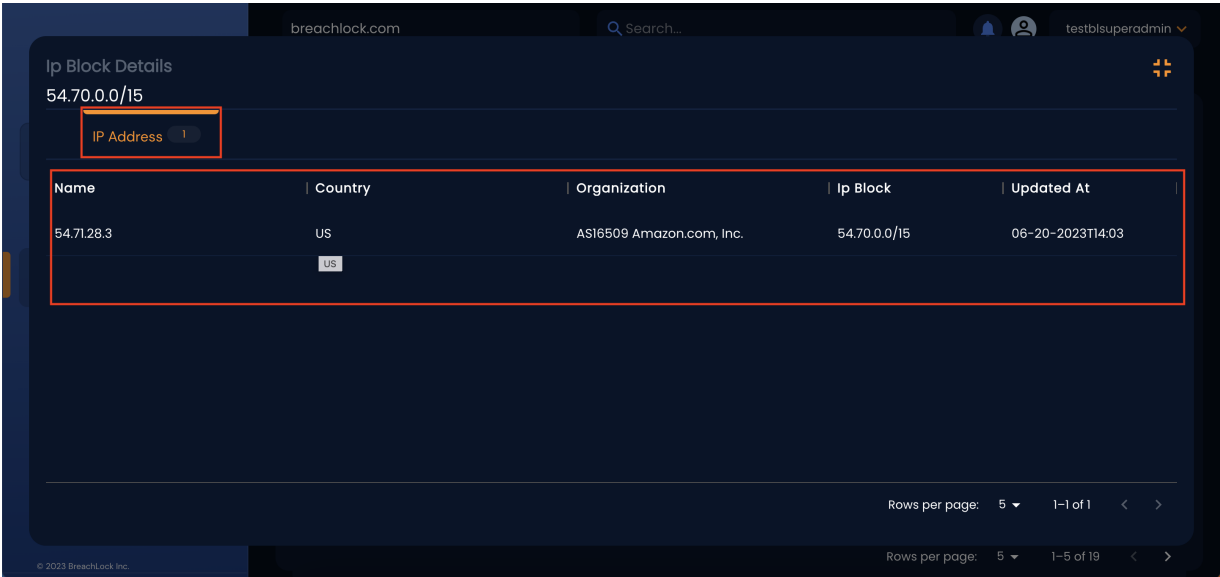 breachlock.com Search... testblsuperadmin
Ip Block Details
54.70.0.0/15
IP Address 1
Name Country Organization Ip Block Updated At
54.71.28.3 US AS16509 Amazon.com, Inc. 54.70.0.0/15 06-20-2023T14:03
US
Rows per page: 5 1-1 of 1
Rows per page: 5 1-5 of 19
© 2023 BreachLock Inc.